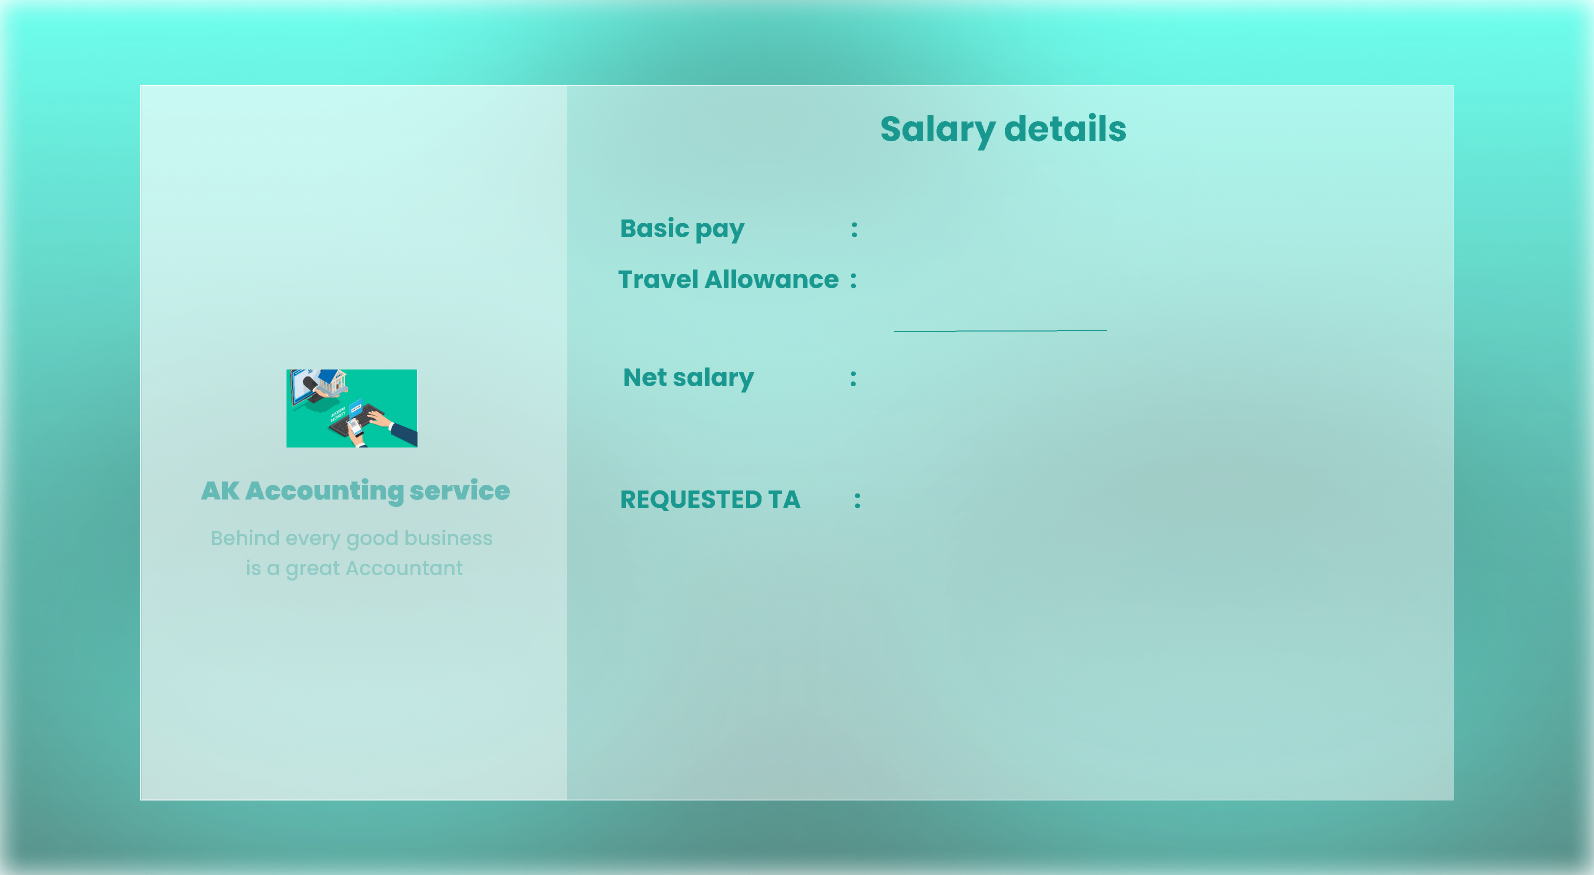 Salary details
Basic pay :
Travel Allowance :
Net salary :
REQUESTED TA :
AK Accounting service
Behind every good business
is a great Accountant